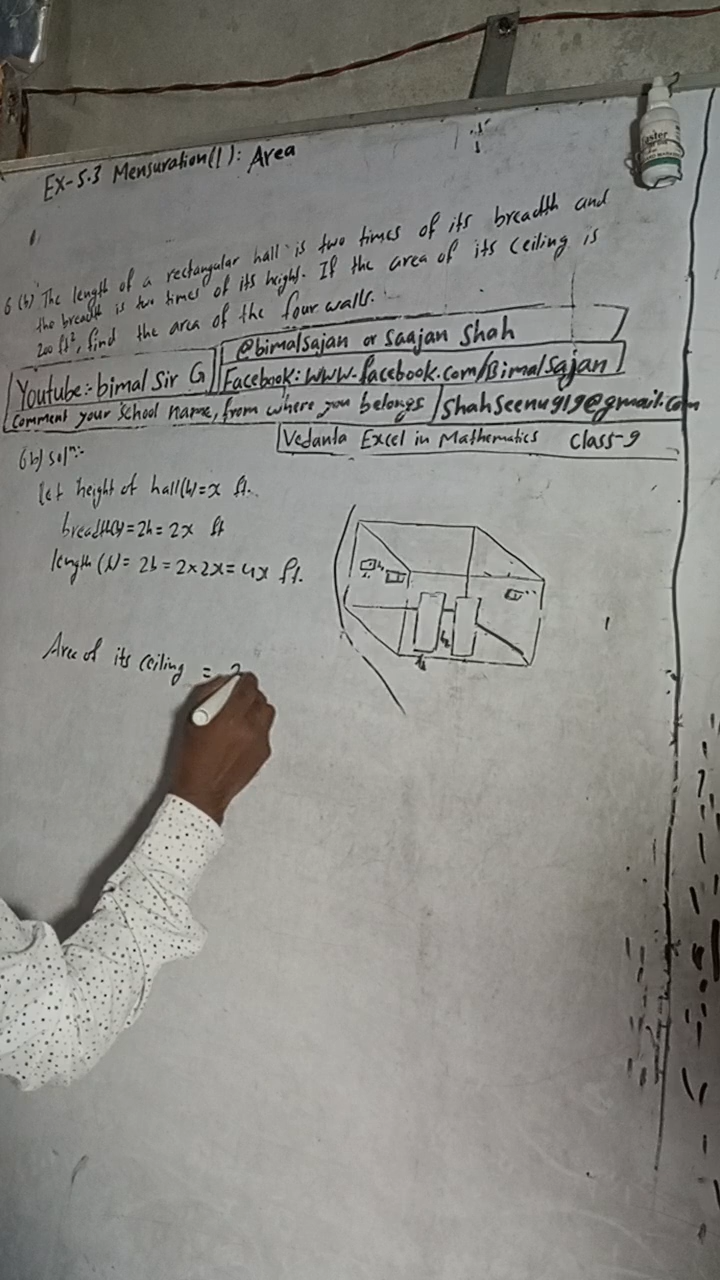 Ex-5.3 Mensuration(1): Area
6(b) The length of a rectangular hall is two times of its breadth and
the breadth is two times of its height. If the area of its ceiling is
200 ft², find the area of the four walls.
@bimalsajan or Saajan Shah
Youtube:- bimal Sir G
Facebook: www.facebook.com/Bimalsajan
Comment your School name, from where you belongs
Shahseenu919@gmail.com
Vedanta Excel in Mathematics Class-9
6b) Solⁿ:-
Let height of hall(h)=x ft.
breadth(b)=2h=2x ft
length(l)=2b=2×2x=4x ft.
Area of its ceiling = 2